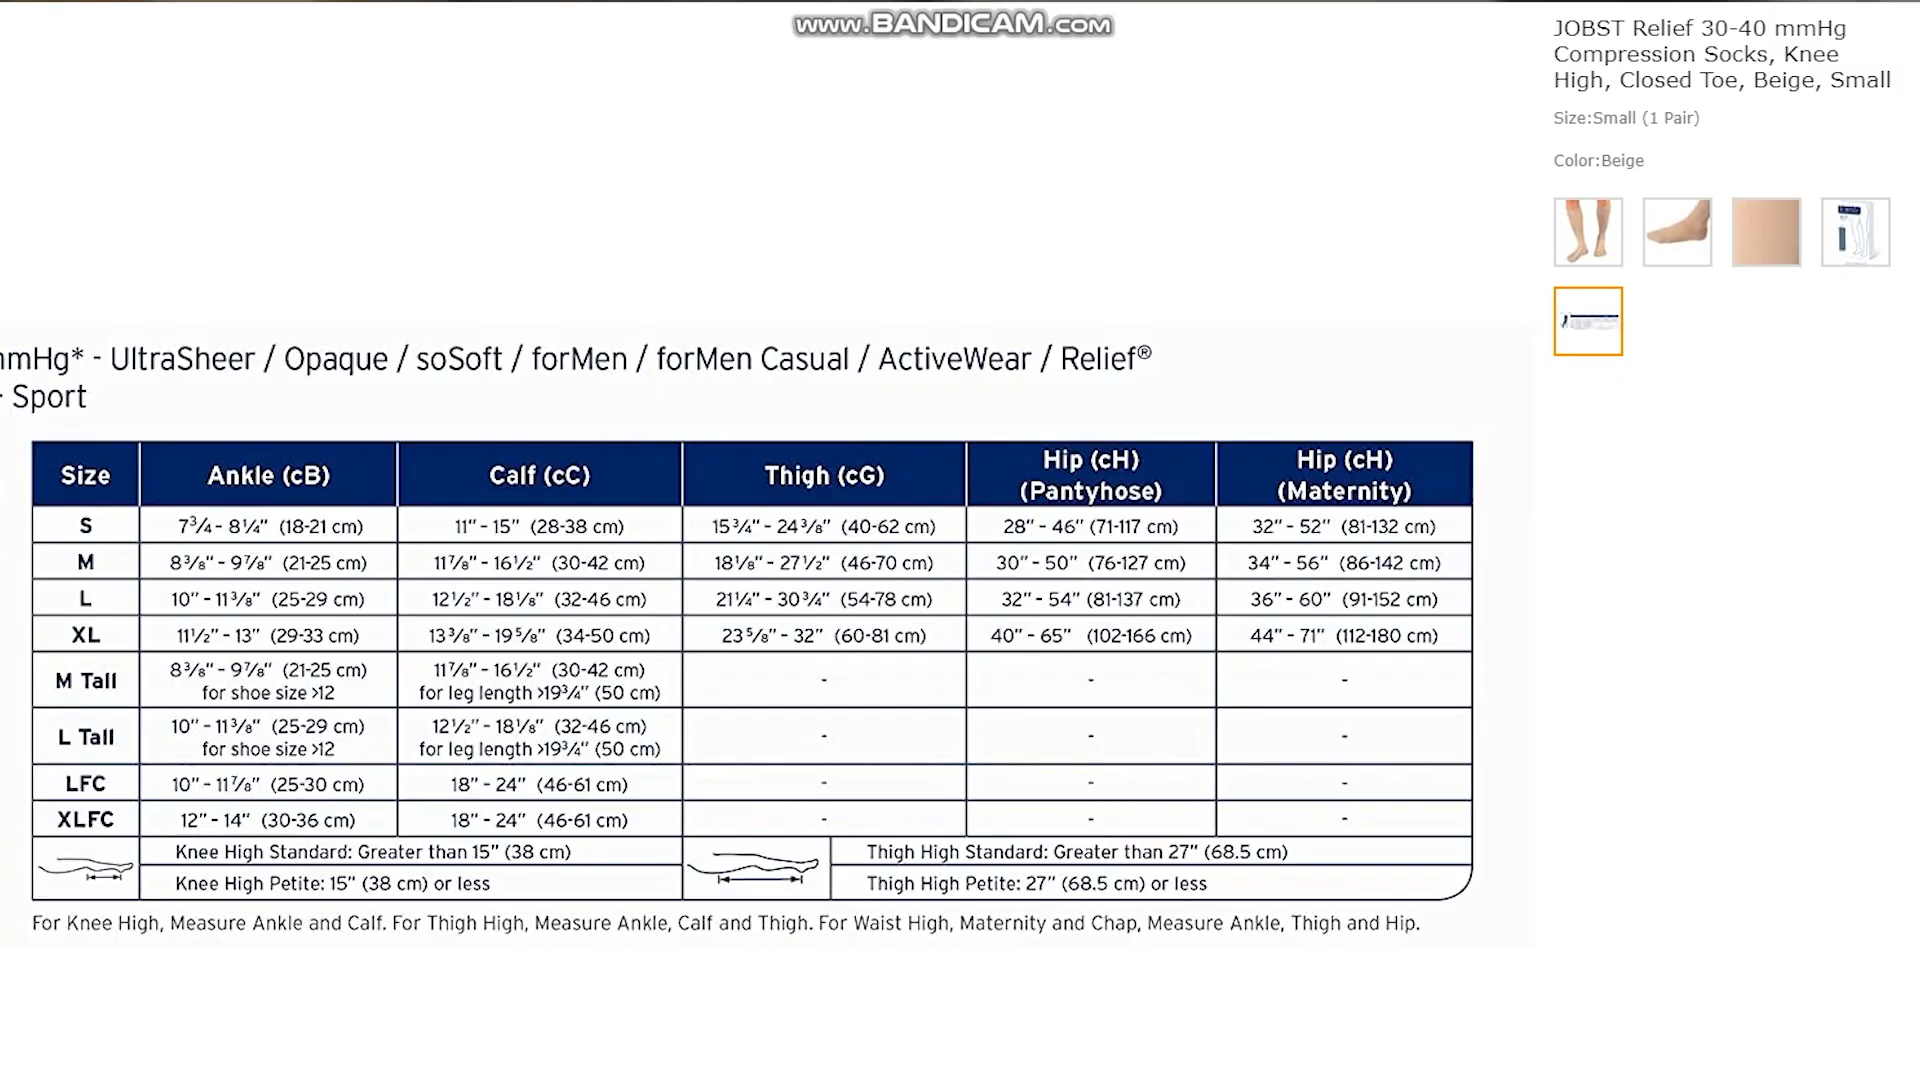 www.BANDICAM.com
JOBST Relief 30-40 mmHg
Compression Socks, Knee
High, Closed Toe, Beige, Small
Size:Small (1 Pair)
Color:Beige
mmHg* - UltraSheer / Opaque / soSoft / forMen / forMen Casual / ActiveWear / Relief®
- Sport
Size Ankle (cB) Calf (cC) Thigh (cG) Hip (cH) (Pantyhose) Hip (cH) (Maternity)
S 7¾- 8¼" (18-21 cm) 11" - 15" (28-38 cm) 15¾" - 24⅜" (40-62 cm) 28" - 46" (71-117 cm) 32" - 52" (81-132 cm)
M 8⅜" - 9⅞" (21-25 cm) 11⅞" - 16½" (30-42 cm) 18⅛" - 27½" (46-70 cm) 30" - 50" (76-127 cm) 34" - 56" (86-142 cm)
L 10" - 11⅜" (25-29 cm) 12½" - 18⅛" (32-46 cm) 21¼" - 30¾" (54-78 cm) 32" - 54" (81-137 cm) 36" - 60" (91-152 cm)
XL 11½" - 13" (29-33 cm) 13⅜" - 19⅝" (34-50 cm) 23⅝" - 32" (60-81 cm) 40" - 65" (102-166 cm) 44" - 71" (112-180 cm)
M Tall 8⅜" - 9⅞" (21-25 cm) for shoe size >12 11⅞" - 16½" (30-42 cm) for leg length >19¾" (50 cm) - - -
L Tall 10" - 11⅜" (25-29 cm) for shoe size >12 12½" - 18⅛" (32-46 cm) for leg length >19¾" (50 cm) - - -
LFC 10" - 11⅞" (25-30 cm) 18" - 24" (46-61 cm) - - -
XLFC 12" - 14" (30-36 cm) 18" - 24" (46-61 cm) - - -
Knee High Standard: Greater than 15" (38 cm) Thigh High Standard: Greater than 27" (68.5 cm)
Knee High Petite: 15" (38 cm) or less Thigh High Petite: 27" (68.5 cm) or less
For Knee High, Measure Ankle and Calf. For Thigh High, Measure Ankle, Calf and Thigh. For Waist High, Maternity and Chap, Measure Ankle, Thigh and Hip.